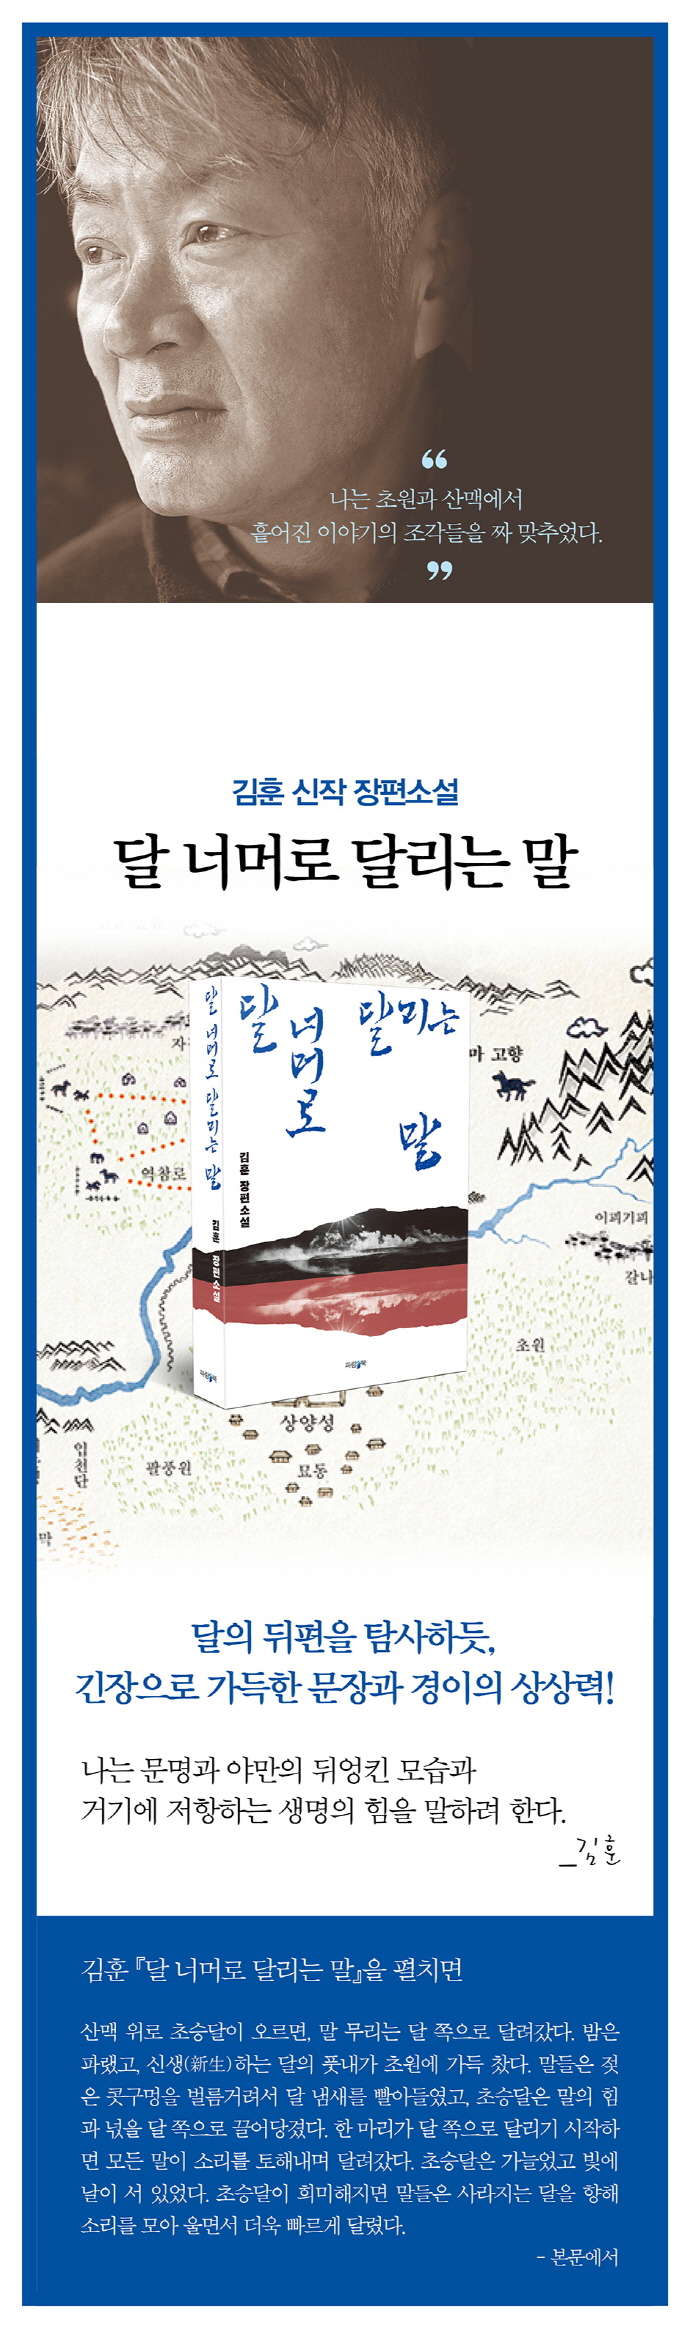 “
나는 초원과 산맥에서
흩어진 이야기의 조각들을 짜 맞추었다.
”
김훈 신작 장편소설
달 너머로 달리는 말
달 너머로 달리는 말
김훈 장편소설
달 너머로 달리는 말
김훈 장편소설
파람북
파람북
마 고향
역참로
이피기피
갈나
초원
상양성
묘동
팔풍원
입천단
막
달의 뒤편을 탐사하듯,
긴장으로 가득한 문장과 경이의 상상력!
나는 문명과 야만의 뒤엉킨 모습과
거기에 저항하는 생명의 힘을 말하려 한다.
_김훈
김훈 『달 너머로 달리는 말』을 펼치면
산맥 위로 초승달이 오르면, 말 무리는 달 쪽으로 달려갔다. 밤은
파랬고, 신생(新生)하는 달의 풋내가 초원에 가득 찼다. 말들은 젖
은 콧구멍을 벌름거려서 달 냄새를 빨아들였고, 초승달은 말의 힘
과 넋을 달 쪽으로 끌어당겼다. 한 마리가 달 쪽으로 달리기 시작하
면 모든 말이 소리를 토해내며 달려갔다. 초승달은 가늘었고 빛에
날이 서 있었다. 초승달이 희미해지면 말들은 사라지는 달을 향해
소리를 모아 울면서 더욱 빠르게 달렸다.
- 본문에서